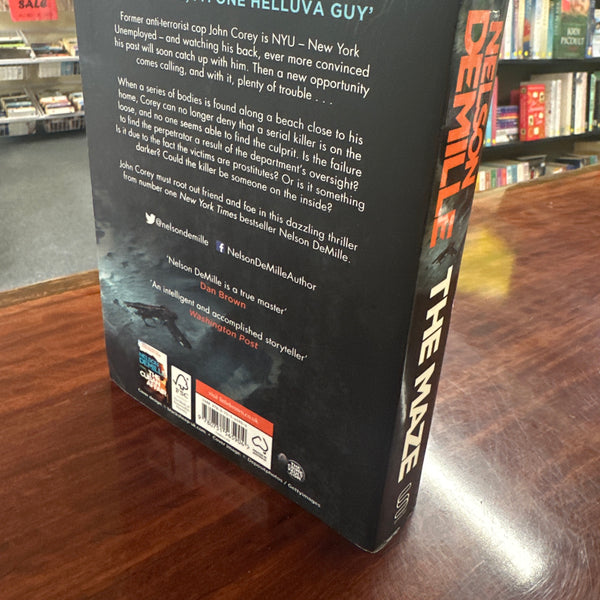 SALE
ONE HELLUVA GUY'
Former anti-terrorist cop John Corey is NYU – New York
Unemployed – and watching his back, ever more convinced
his past will soon catch up with him. Then a new opportunity
comes calling, and with it, plenty of trouble . . .
When a series of bodies is found along a beach close to his
home, Corey can no longer deny that a serial killer is on the
loose, and no one seems able to find the culprit. Is the failure
to find the perpetrator a result of the department's oversight?
Is it due to the fact the victims are prostitutes? Or is it something
darker? Could the killer be someone on the inside?
John Corey must root out friend and foe in this dazzling thriller
from number one New York Times bestseller Nelson DeMille.
@nelsondemille
NelsonDeMilleAuthor
'Nelson DeMille is a true master'
Dan Brown
'An intelligent and accomplished storyteller'
Washington Post
NELSON
DEMILLE
FSC
NELSON
DEMILLE
THE MAZE
JODI
PICOULT